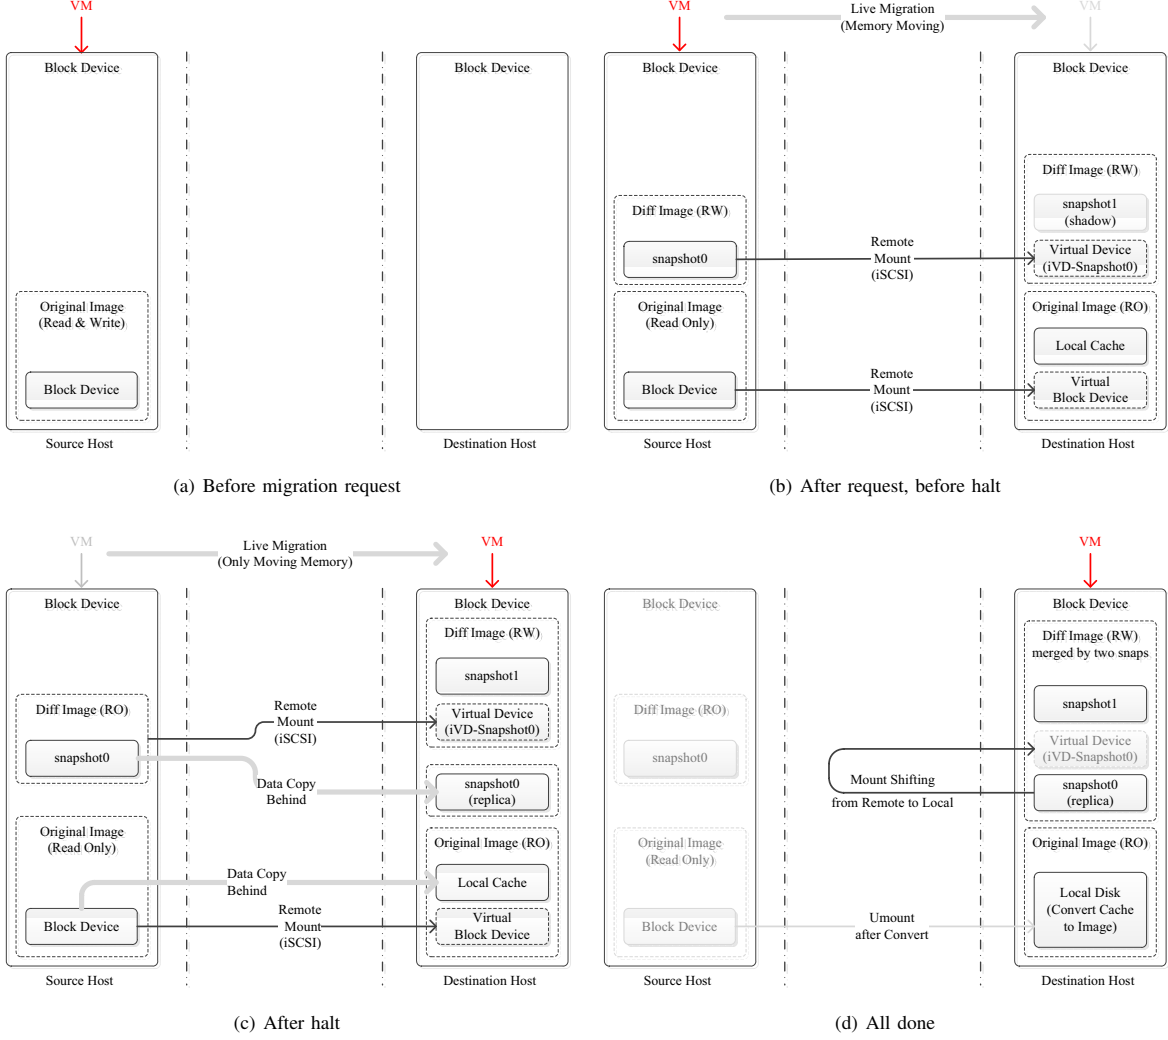 VM
Block Device
Original Image
(Read & Write)
Block Device
Source Host
Block Device
Destination Host
(a) Before migration request
VM
Live Migration
(Memory Moving)
VM
Block Device
Diff Image (RW)
snapshot0
Original Image
(Read Only)
Block Device
Source Host
Remote
Mount
(iSCSI)
Remote
Mount
(iSCSI)
Block Device
Diff Image (RW)
snapshot1
(shadow)
Virtual Device
(iVD-Snapshot0)
Original Image (RO)
Local Cache
Virtual
Block Device
Destination Host
(b) After request, before halt
VM
Live Migration
(Only Moving Memory)
VM
Block Device
Diff Image (RO)
snapshot0
Original Image
(Read Only)
Block Device
Source Host
Remote
Mount
(iSCSI)
Data Copy
Behind
Data Copy
Behind
Remote
Mount
(iSCSI)
Block Device
Diff Image (RW)
snapshot1
Virtual Device
(iVD-Snapshot0)
snapshot0
(replica)
Original Image (RO)
Local Cache
Virtual
Block Device
Destination Host
(c) After halt
VM
Block Device
Diff Image (RO)
snapshot0
Original Image
(Read Only)
Block Device
Source Host
Mount Shifting
from Remote to Local
Umount
after Convert
Block Device
Diff Image (RW)
merged by two snaps
snapshot1
Virtual Device
(iVD-Snapshot0)
snapshot0
(replica)
Original Image (RO)
Local Disk
(Convert Cache
to Image)
Destination Host
(d) All done